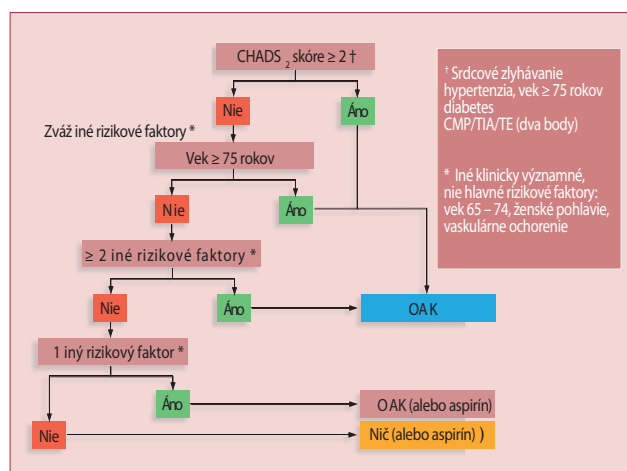 CHADS 2 skóre ≥ 2 †
Nie
Áno
Zváž iné rizikové faktory *
Vek ≥ 75 rokov
Nie
Áno
≥ 2 iné rizikové faktory *
Nie
Áno
OAK
1 iný rizikový faktor *
Áno
OAK (alebo aspirín)
Nie
Nič (alebo aspirín) )
† Srdcové zlyhávanie
hypertenzia, vek ≥ 75 rokov
diabetes
CMP/TIA/TE (dva body)
* Iné klinicky významné,
nie hlavné rizikové faktory:
vek 65 – 74, ženské pohlavie,
vaskulárne ochorenie